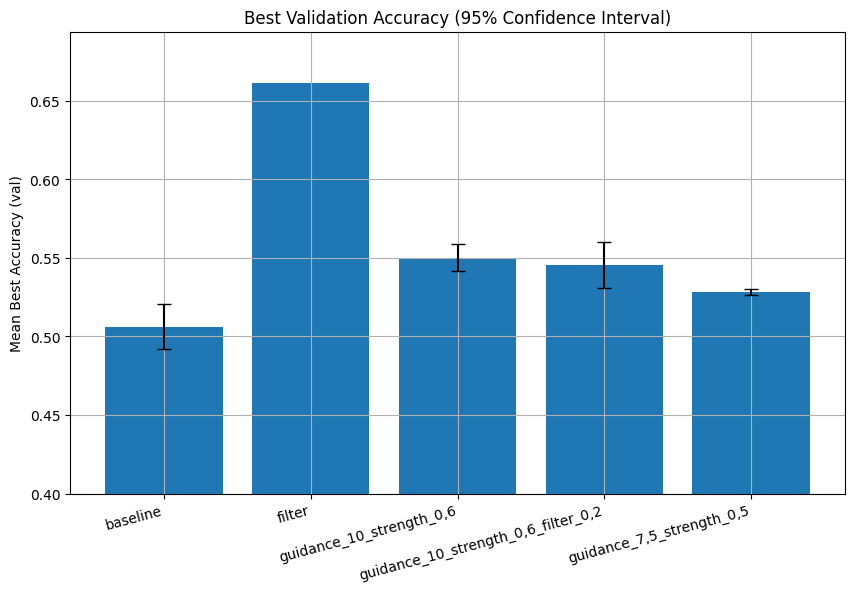 Best Validation Accuracy (95% Confidence Interval)
Mean Best Accuracy (val)
0.65
0.60
0.55
0.50
0.45
0.40
baseline
filter
guidance_10_strength_0,6
guidance_10_strength_0,6_filter_0,2
guidance_7,5_strength_0,5